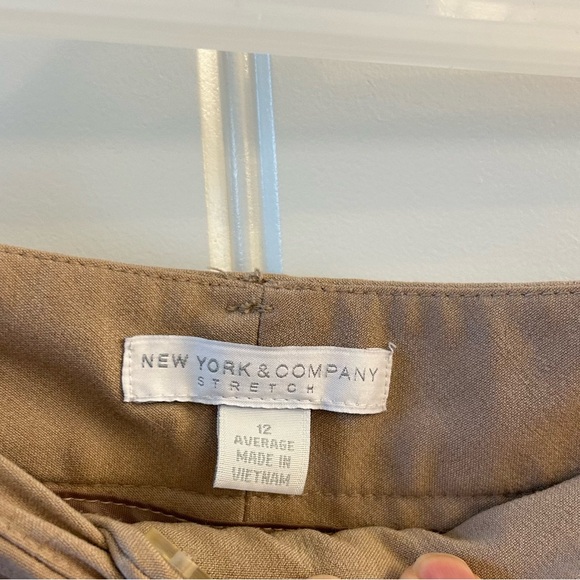 NEW YORK & COMPANY
STRETCH
12
AVERAGE
MADE IN
VIETNAM